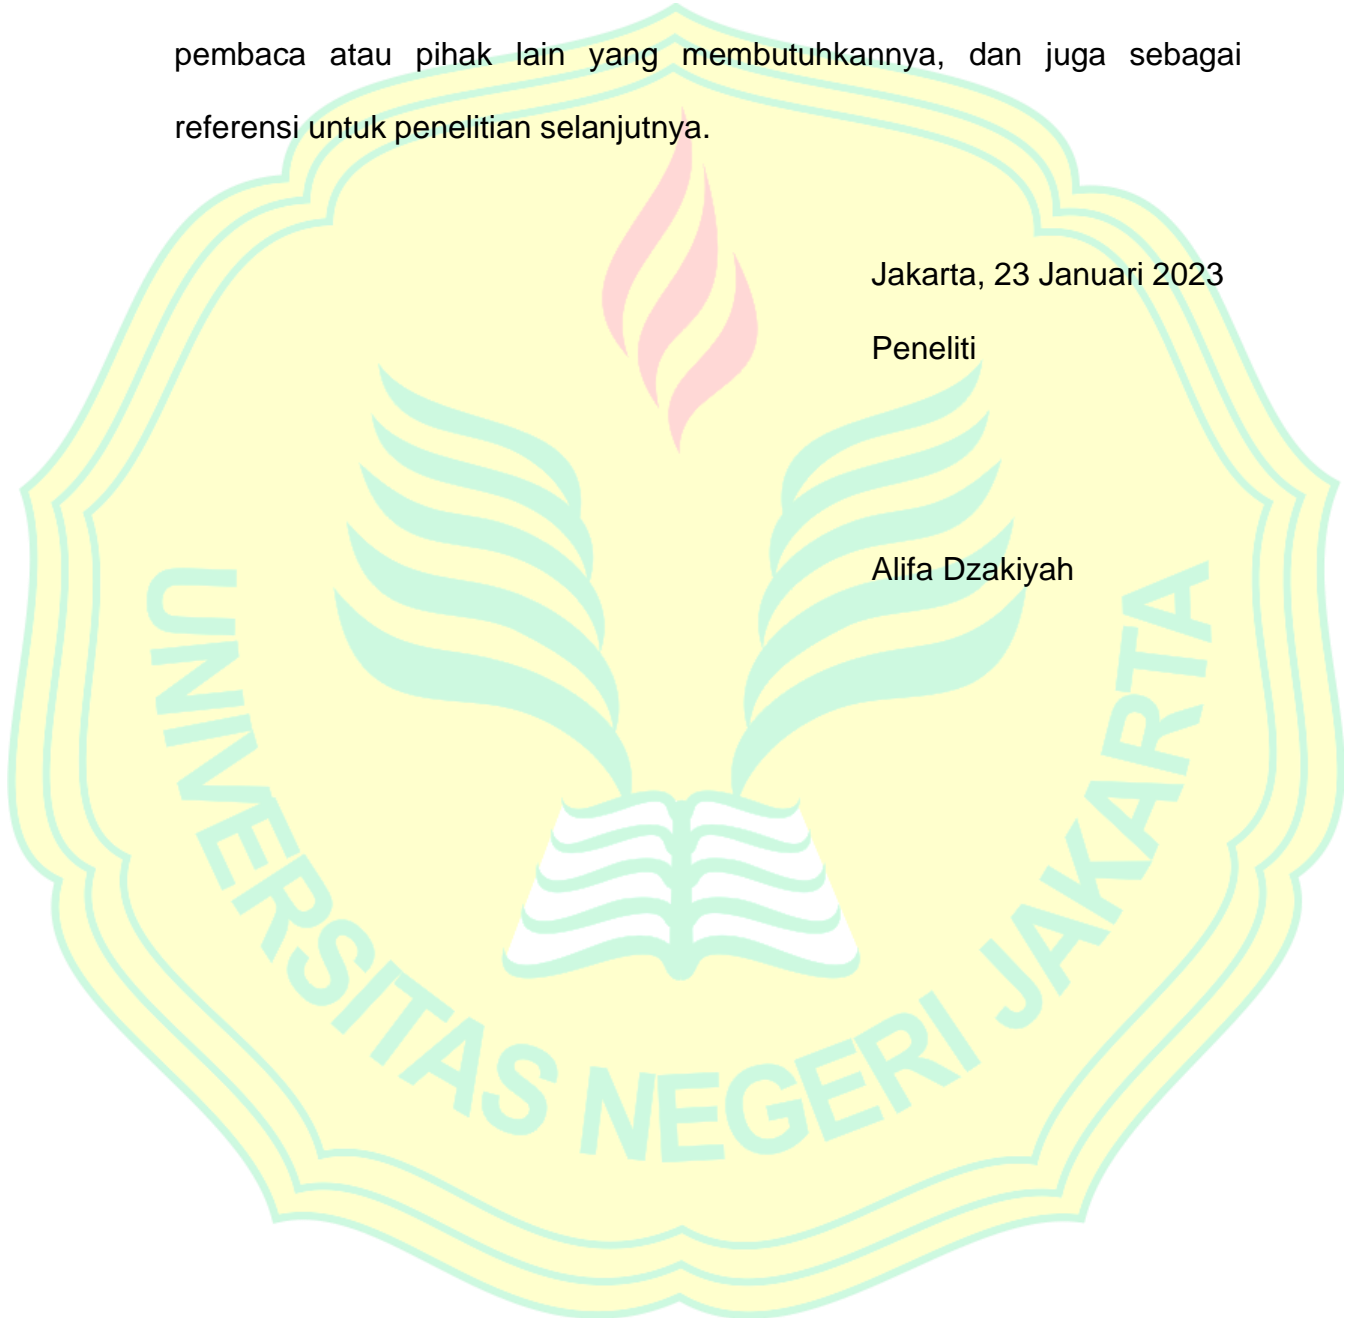 pembaca atau pihak lain yang membutuhkannya, dan juga sebagai
referensi untuk penelitian selanjutnya.
Jakarta, 23 Januari 2023
Peneliti
Alifa Dzakiyah
UNIVERSITAS NEGERI JAKARTA